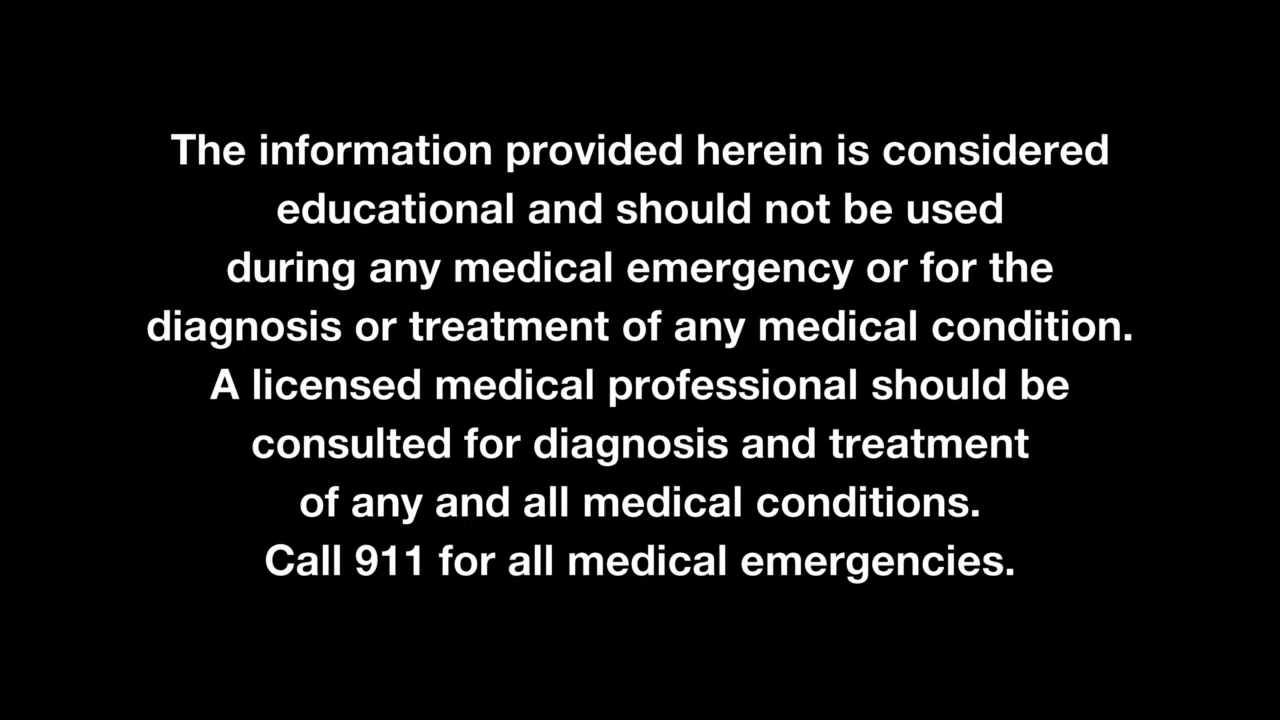 The information provided herein is considered
educational and should not be used
during any medical emergency or for the
diagnosis or treatment of any medical condition.
A licensed medical professional should be
consulted for diagnosis and treatment
of any and all medical conditions.
Call 911 for all medical emergencies.